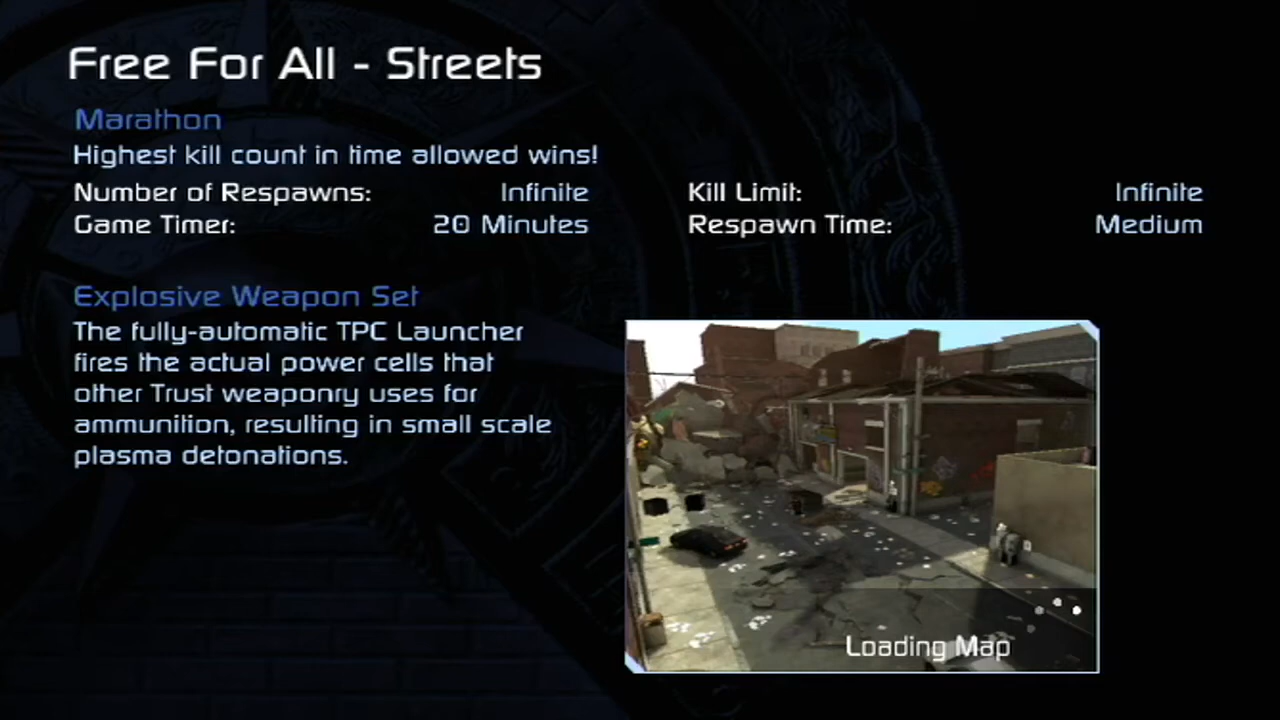 Free For All - Streets
Marathon
Highest kill count in time allowed wins!
Number of Respawns: Infinite Kill Limit: Infinite
Game Timer: 20 Minutes Respawn Time: Medium
Explosive Weapon Set
The fully-automatic TPC Launcher
fires the actual power cells that
other Trust weaponry uses for
ammunition, resulting in small scale
plasma detonations.
Loading Map